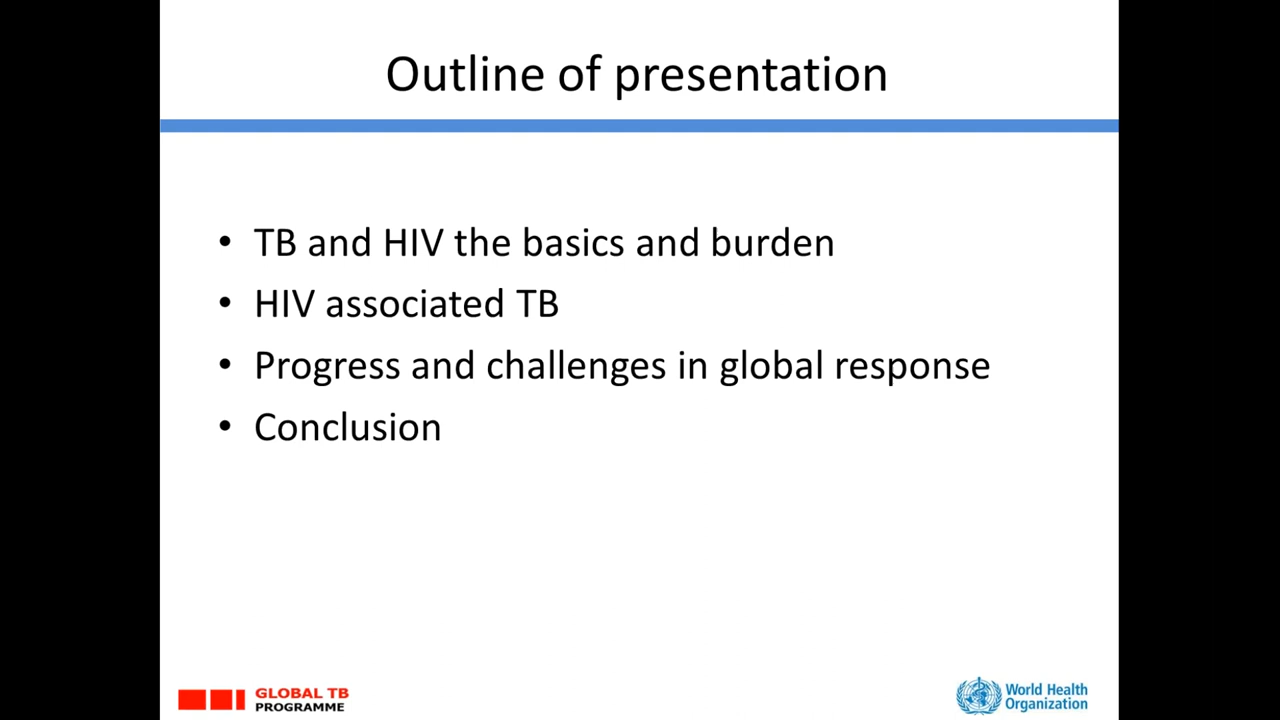 Outline of presentation
• TB and HIV the basics and burden
• HIV associated TB
• Progress and challenges in global response
• Conclusion
GLOBAL TB
PROGRAMME
World Health
Organization